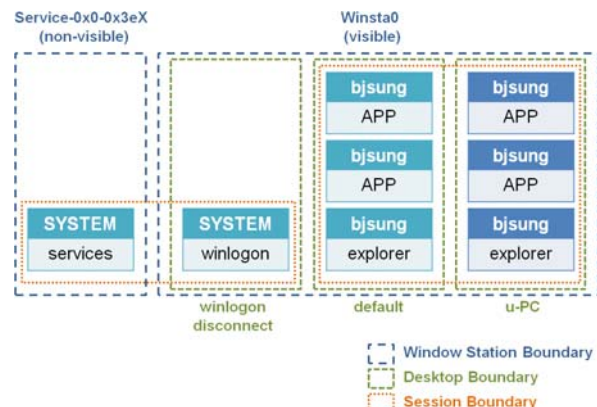 Service-0x0-0x3eX
(non-visible)
Winsta0
(visible)
bjsung
APP
bjsung
APP
bjsung
APP
bjsung
APP
SYSTEM
services
SYSTEM
winlogon
bjsung
explorer
bjsung
explorer
winlogon
disconnect
default
u-PC
Window Station Boundary
Desktop Boundary
Session Boundary